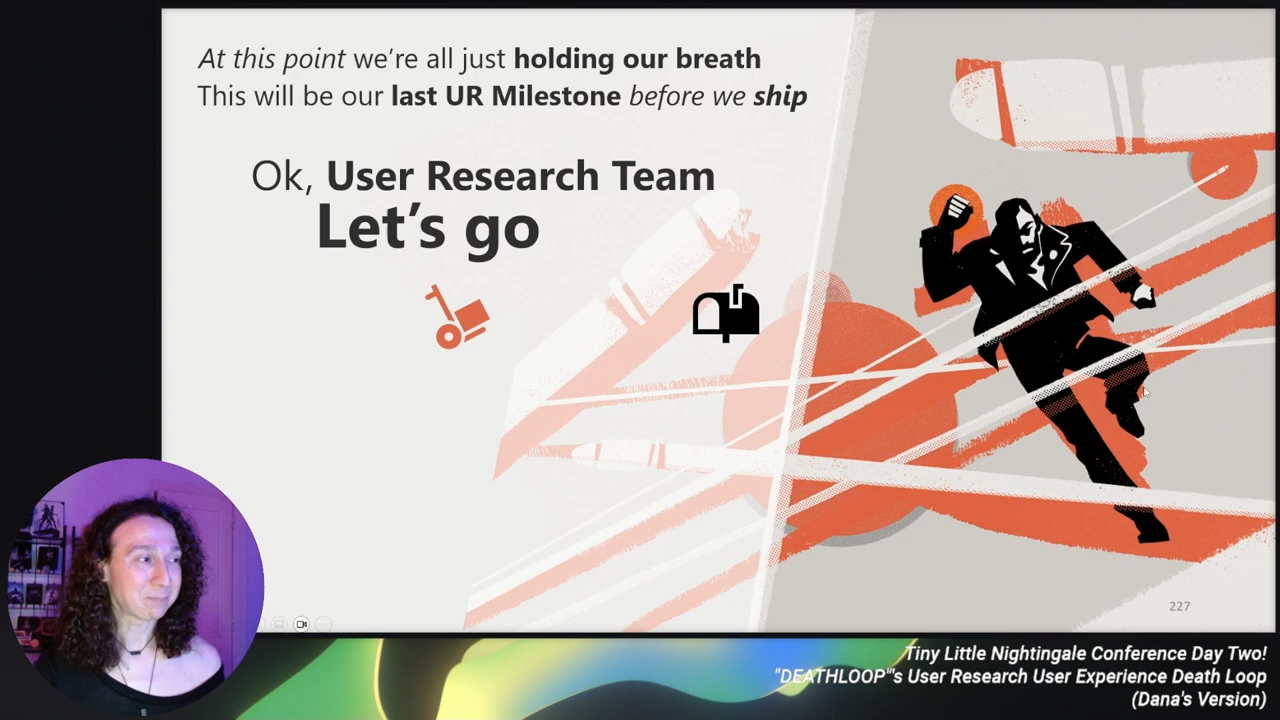 At this point we're all just holding our breath
This will be our last UR Milestone before we ship
Ok, User Research Team
Let's go
227
Tiny Little Nightingale Conference Day Two!
"DEATHLOOP"'s User Research User Experience Death Loop
(Dana's Version)